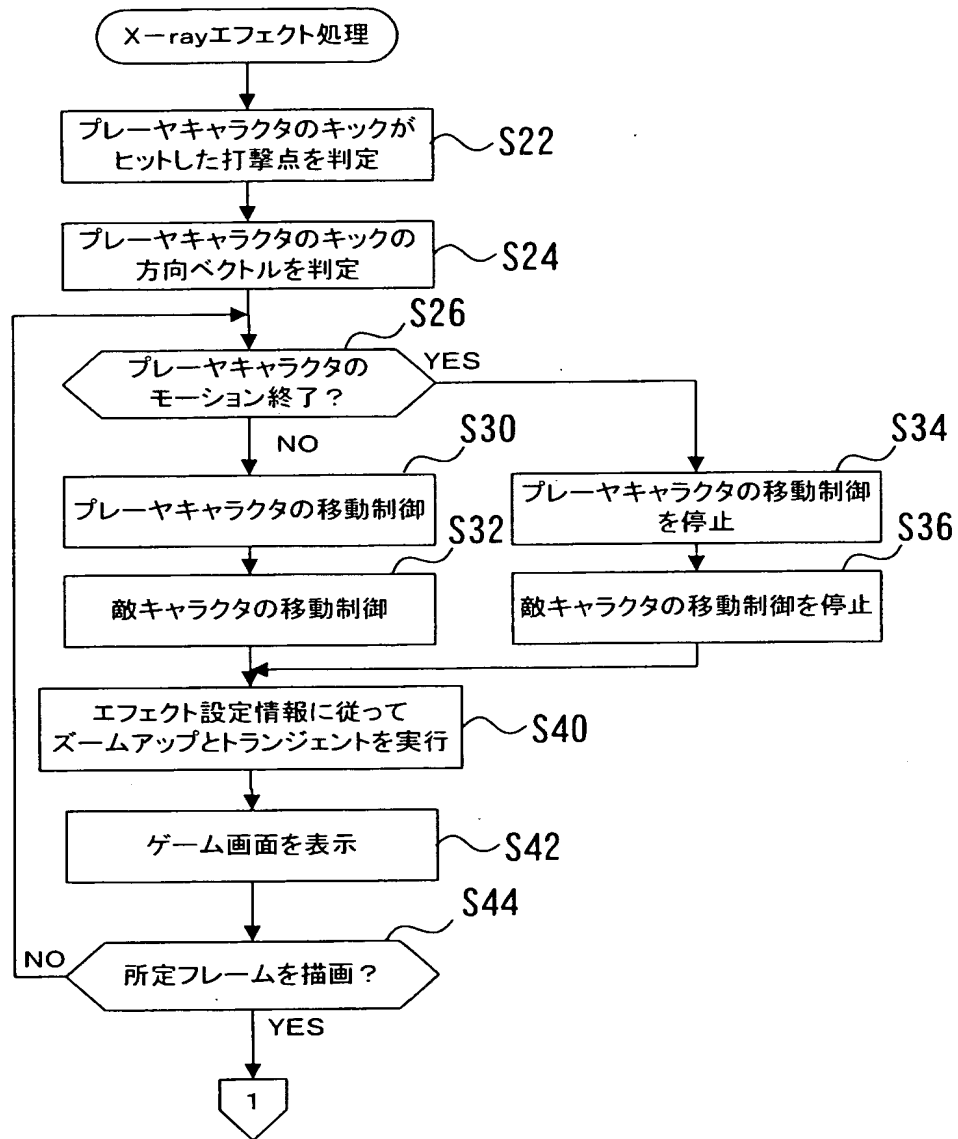 X－rayエフェクト処理
プレーヤキャラクタのキックが
ヒットした打撃点を判定
S22
プレーヤキャラクタのキックの
方向ベクトルを判定
S24
S26
プレーヤキャラクタの
モーション終了？
YES
NO
S30
プレーヤキャラクタの移動制御
S34
プレーヤキャラクタの移動制御
を停止
S32
敵キャラクタの移動制御
S36
敵キャラクタの移動制御を停止
エフェクト設定情報に従って
ズームアップとトランジェントを実行
S40
ゲーム画面を表示
S42
S44
所定フレームを描画？
NO
YES
1